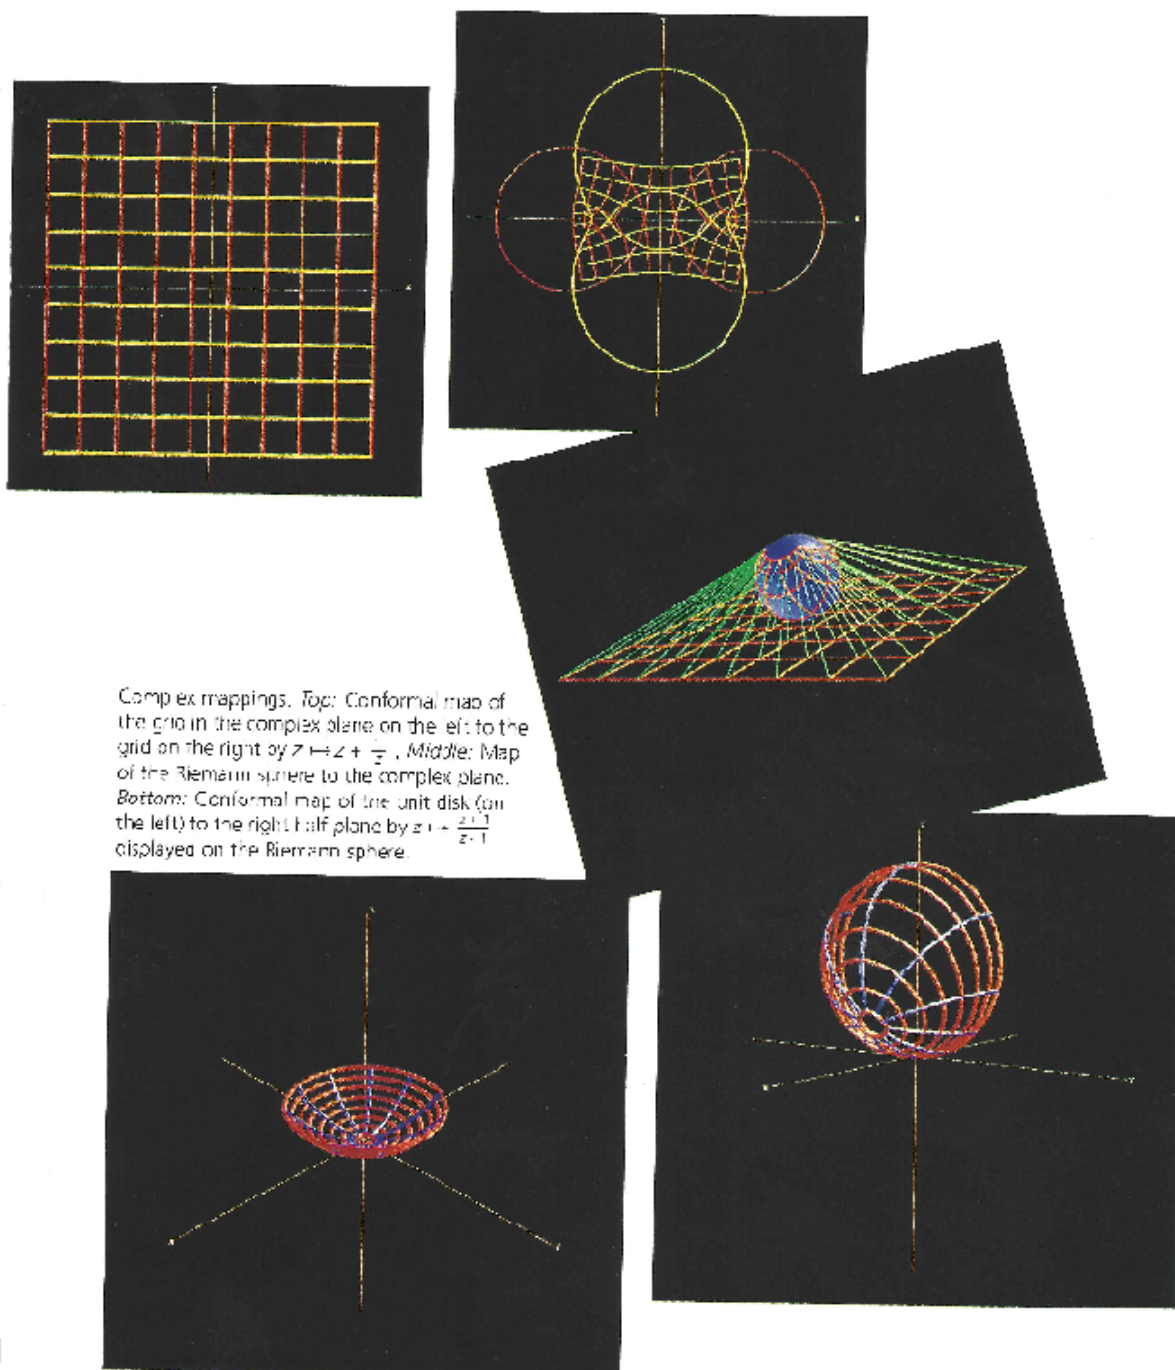 Complex mappings. Top: Conformal map of
the grid in the complex plane on the left to the
grid on the right by z ↦ z + 1/z . Middle: Map
of the Riemann sphere to the complex plane.
Bottom: Conformal map of the unit disk (on
the left) to the right half plane by z ↦
displayed on the Riemann sphere.